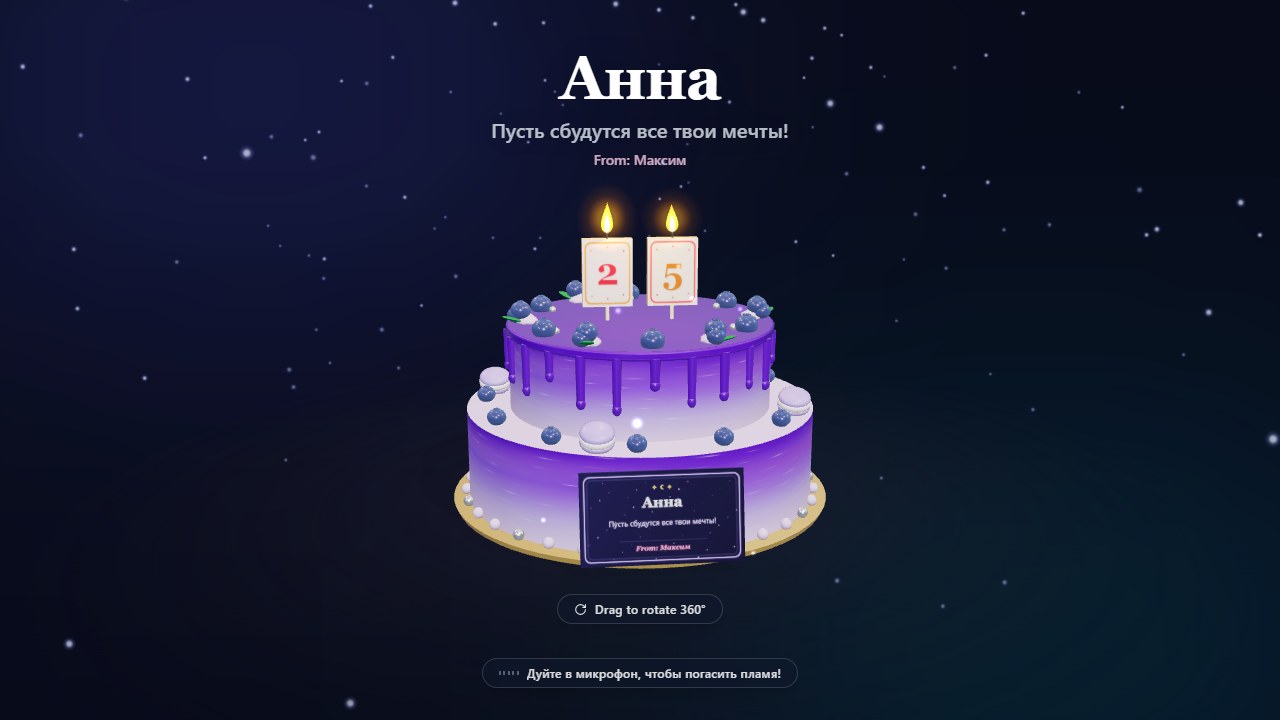 Анна
Пусть сбудутся все твои мечты!
From: Максим
2 5
Анна
Пусть сбудутся все твои мечты!
From: Максим
Drag to rotate 360°
Дуйте в микрофон, чтобы погасить пламя!